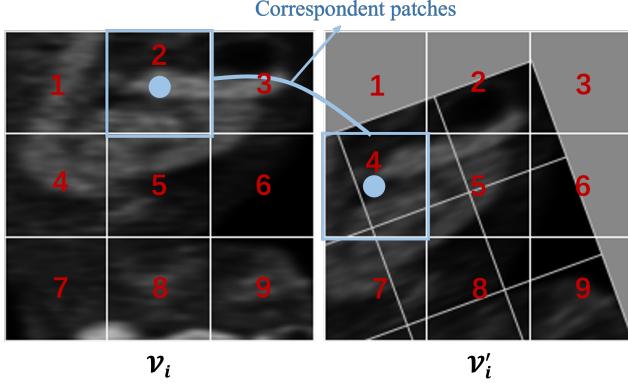 Correspondent patches
1 2 3
4 5 6
7 8 9
1 2 3
4 5 6
7 8 9
𝒱ᵢ
𝒱ᵢ′